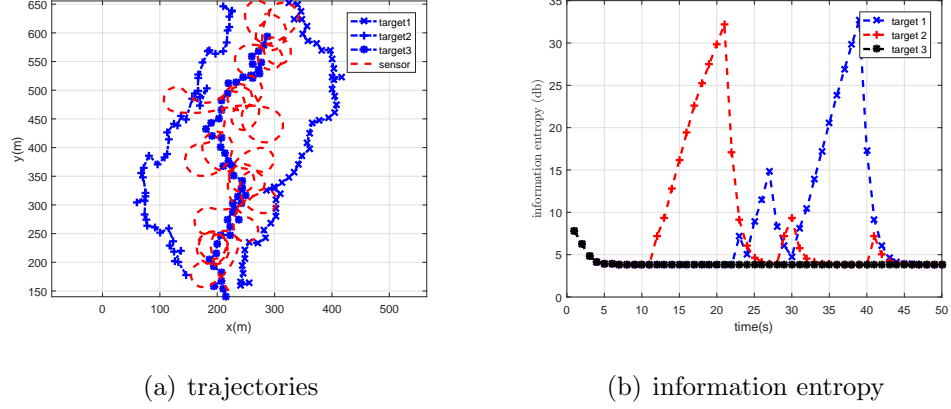 650
600
550
500
450
400
350
300
250
200
150
y(m)
0
100
200
300
400
500
x(m)
target1
target2
target3
sensor
(a) trajectories
35
30
25
20
15
10
5
0
information entropy (db)
0
5
10
15
20
25
30
35
40
45
50
time(s)
target 1
target 2
target 3
(b) information entropy